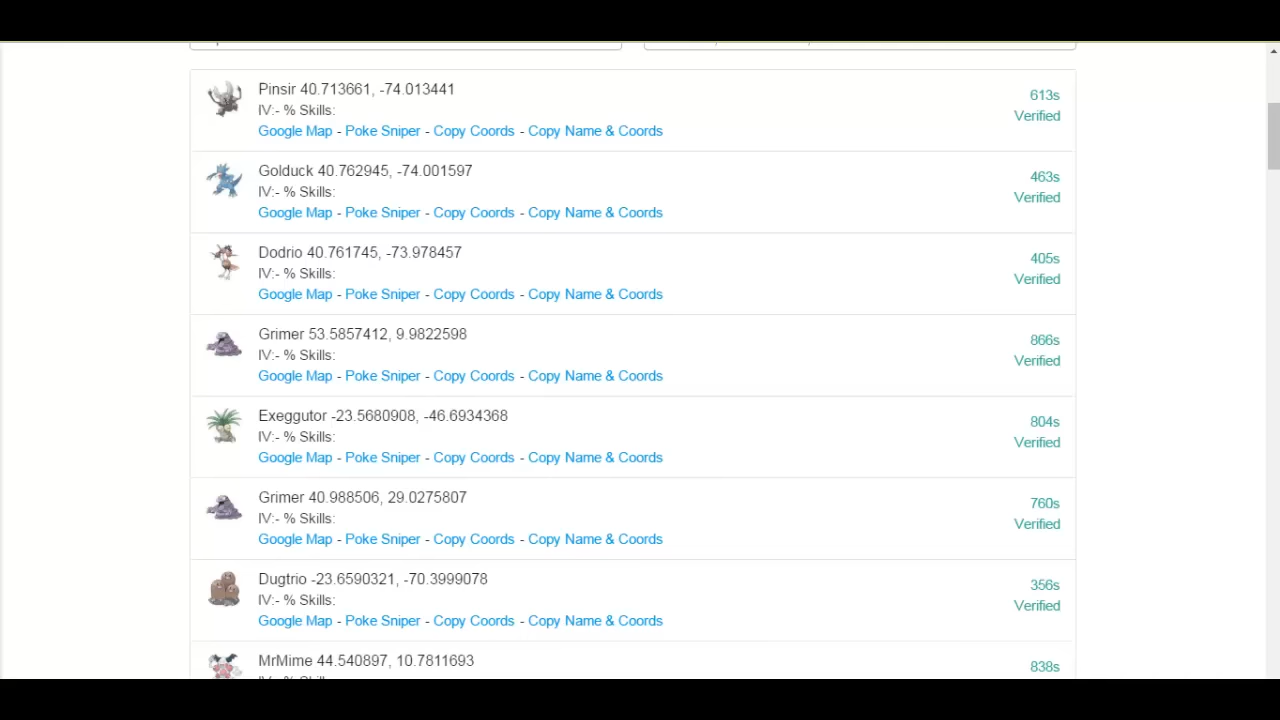 Pinsir 40.713661, -74.013441
613s
IV:- % Skills:
Verified
Google Map - Poke Sniper - Copy Coords - Copy Name & Coords
Golduck 40.762945, -74.001597
463s
IV:- % Skills:
Verified
Google Map - Poke Sniper - Copy Coords - Copy Name & Coords
Dodrio 40.761745, -73.978457
405s
IV:- % Skills:
Verified
Google Map - Poke Sniper - Copy Coords - Copy Name & Coords
Grimer 53.5857412, 9.9822598
866s
IV:- % Skills:
Verified
Google Map - Poke Sniper - Copy Coords - Copy Name & Coords
Exeggutor -23.5680908, -46.6934368
804s
IV:- % Skills:
Verified
Google Map - Poke Sniper - Copy Coords - Copy Name & Coords
Grimer 40.988506, 29.0275807
760s
IV:- % Skills:
Verified
Google Map - Poke Sniper - Copy Coords - Copy Name & Coords
Dugtrio -23.6590321, -70.3999078
356s
IV:- % Skills:
Verified
Google Map - Poke Sniper - Copy Coords - Copy Name & Coords
MrMime 44.540897, 10.7811693
838s